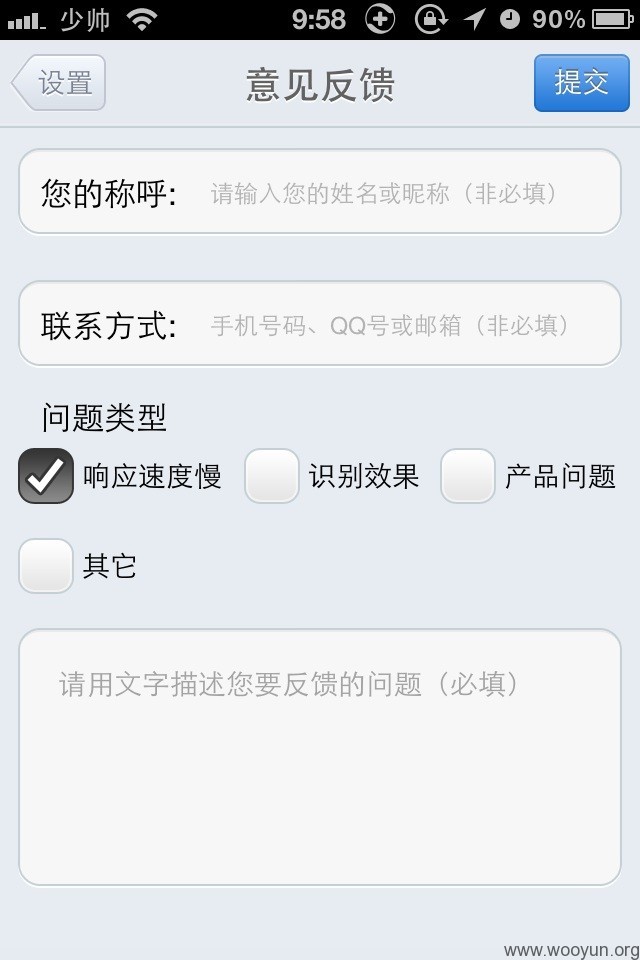 少帅 9:58 90%
设置 意见反馈 提交
您的称呼: 请输入您的姓名或昵称（非必填）
联系方式: 手机号码、QQ号或邮箱（非必填）
问题类型
响应速度慢 识别效果 产品问题
其它
请用文字描述您要反馈的问题（必填）
www.wooyun.org